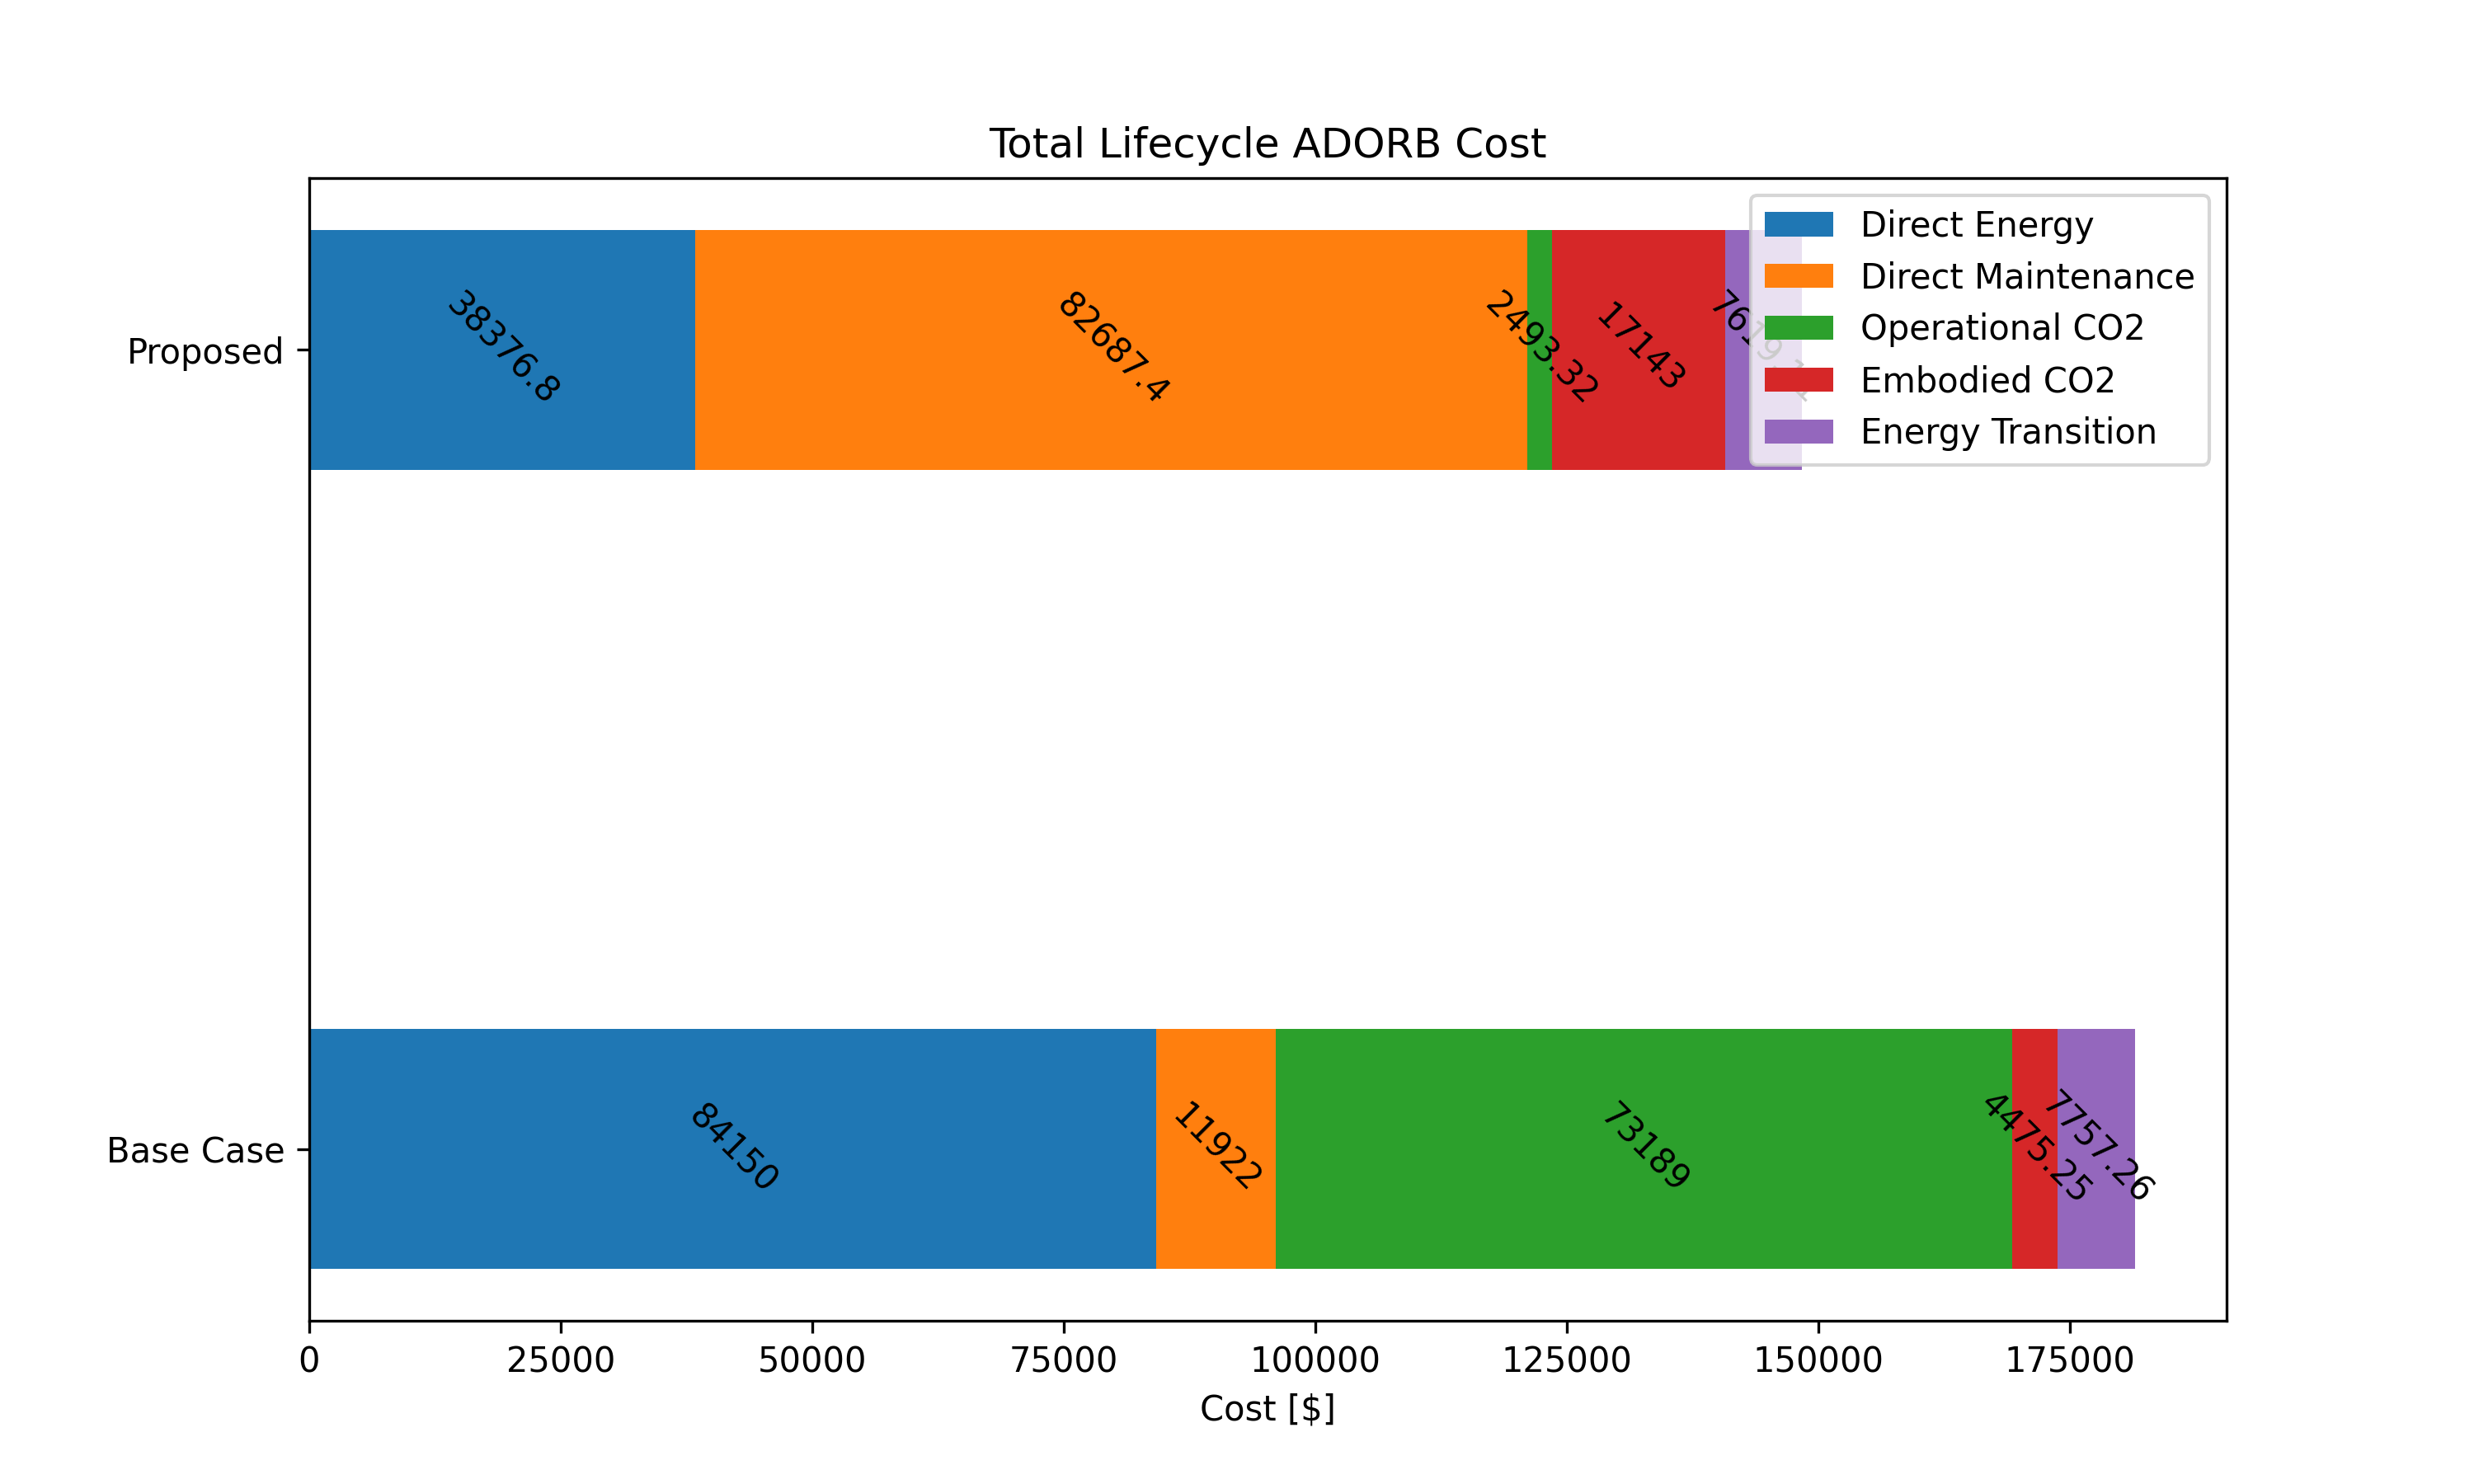 Total Lifecycle ADORB Cost
Direct Energy
Direct Maintenance
Operational CO2
Embodied CO2
Energy Transition
Proposed
38376.8
82687.4
2493.32
17143
Base Case
84150
11922
73189
4475.25
7757.26
0
25000
50000
75000
100000
125000
150000
175000
Cost [$]